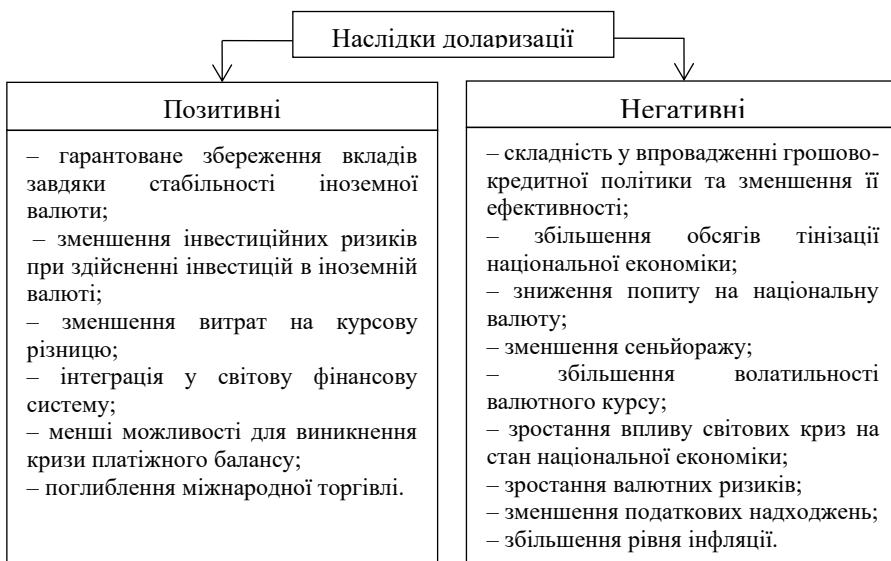 Наслідки доларизації
Позитивні
– гарантоване збереження вкладів
завдяки стабільності іноземної
валюти;
– зменшення інвестиційних ризиків
при здійсненні інвестицій в іноземній
валюті;
– зменшення витрат на курсову
різницю;
– інтеграція у світову фінансову
систему;
– менші можливості для виникнення
кризи платіжного балансу;
– поглиблення міжнародної торгівлі.
Негативні
– складність у впровадженні грошово-
кредитної політики та зменшення її
ефективності;
– збільшення обсягів тінізації
національної економіки;
– зниження попиту на національну
валюту;
– зменшення сеньйоражу;
– збільшення волатильності
валютного курсу;
– зростання впливу світових криз на
стан національної економіки;
– зростання валютних ризиків;
– зменшення податкових надходжень;
– збільшення рівня інфляції.